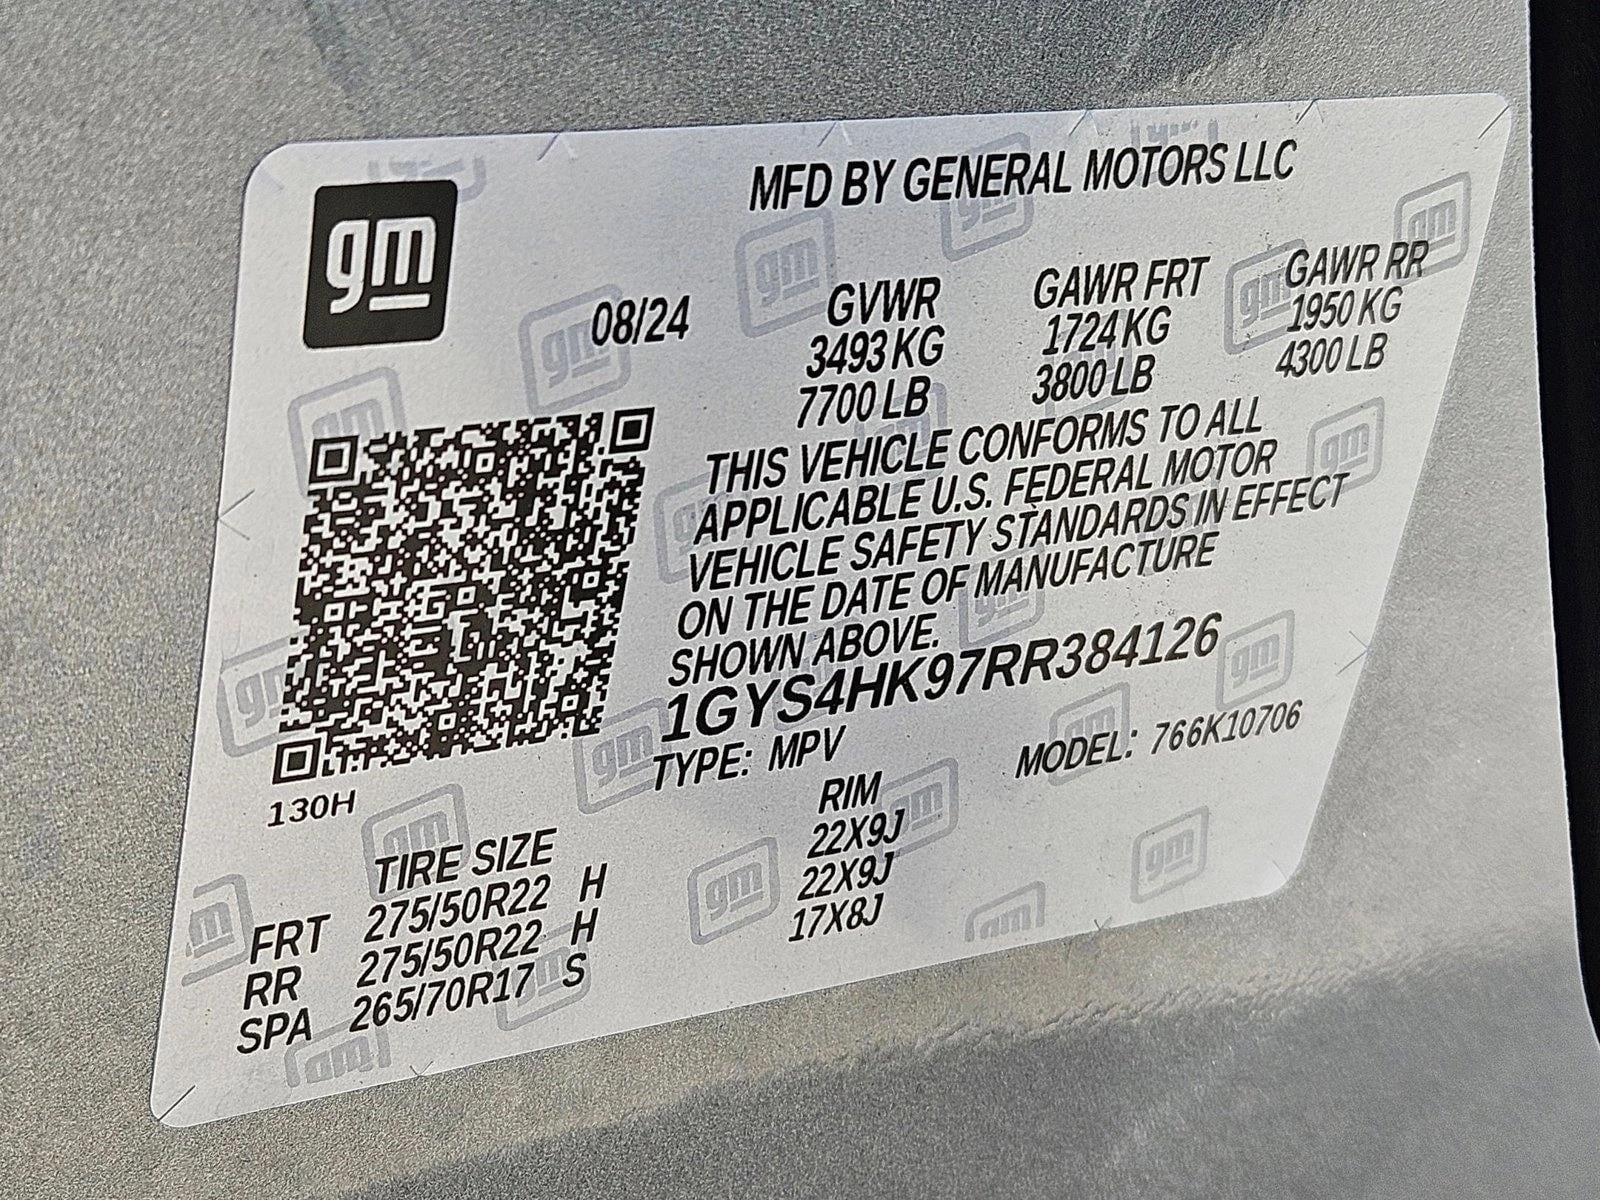 gm
MFD BY GENERAL MOTORS LLC
08/24
GVWR GAWR FRT GAWR RR
3493 KG 1724 KG 1950 KG
7700 LB 3800 LB 4300 LB
THIS VEHICLE CONFORMS TO ALL
APPLICABLE U.S. FEDERAL MOTOR
VEHICLE SAFETY STANDARDS IN EFFECT
ON THE DATE OF MANUFACTURE
SHOWN ABOVE.
1GYS4HK97RR384126
TYPE: MPV MODEL: 766K10706
130H
TIRE SIZE RIM
FRT 275/50R22 H 22X9J
RR 275/50R22 H 22X9J
SPA 265/70R17 S 17X8J